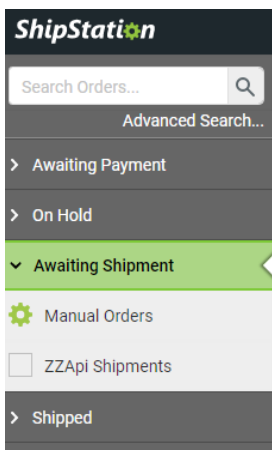 ShipStation
Search Orders...
Advanced Search...
Awaiting Payment
On Hold
Awaiting Shipment
Manual Orders
ZZApi Shipments
Shipped